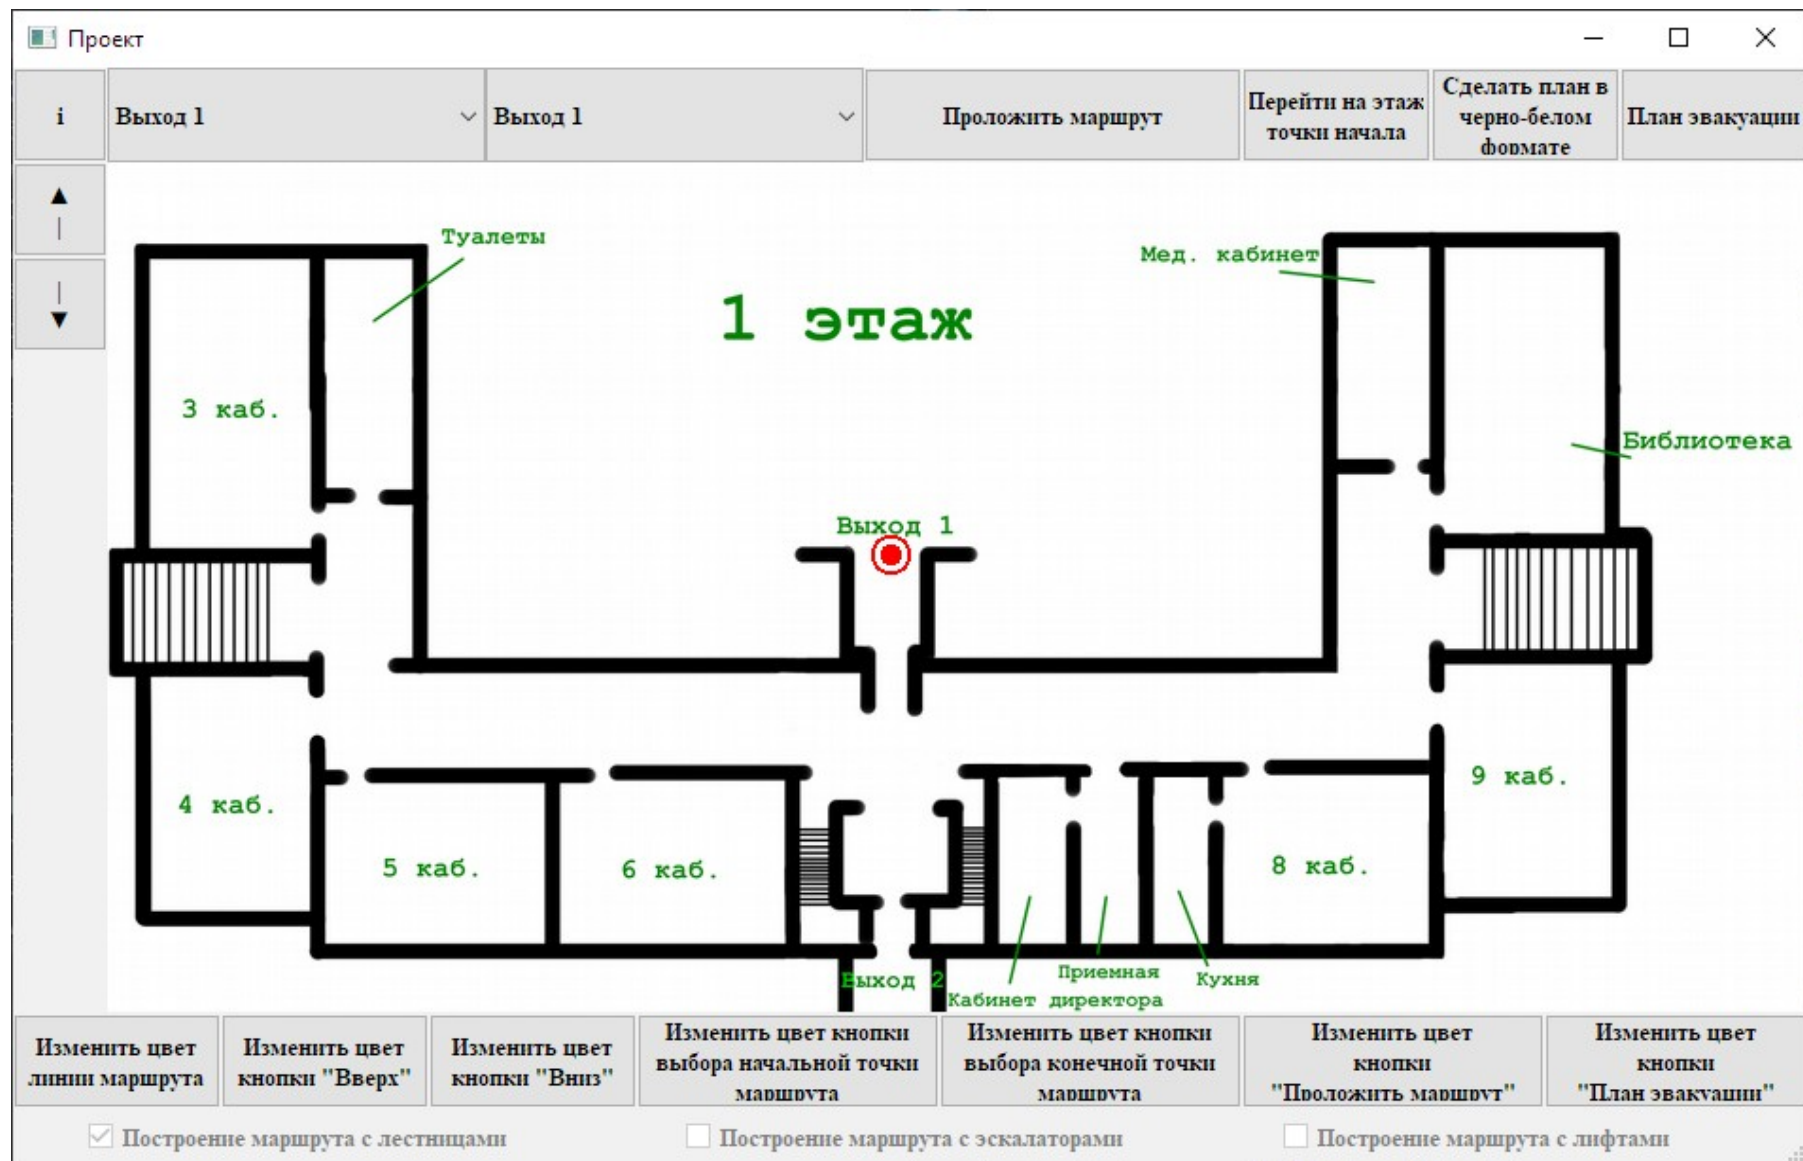 Проект
i
Выход 1
Выход 1
Проложить маршрут
Перейти на этаж
точки начала
Сделать план в
черно-белом
формате
План эвакуации
Туалеты
Мед. кабинет
1 этаж
3 каб.
Библиотека
Выход 1
4 каб.
9 каб.
5 каб.
6 каб.
8 каб.
Выход 2
Приемная
Кухня
Кабинет директора
Изменить цвет
линии маршрута
Изменить цвет
кнопки "Вверх"
Изменить цвет
кнопки "Вниз"
Изменить цвет кнопки
выбора начальной точки
маршрута
Изменить цвет кнопки
выбора конечной точки
маршрута
Изменить цвет
кнопки
"Проложить маршрут"
Изменить цвет
кнопки
"План эвакуации"
Построение маршрута с лестницами
Построение маршрута с эскалаторами
Построение маршрута с лифтами